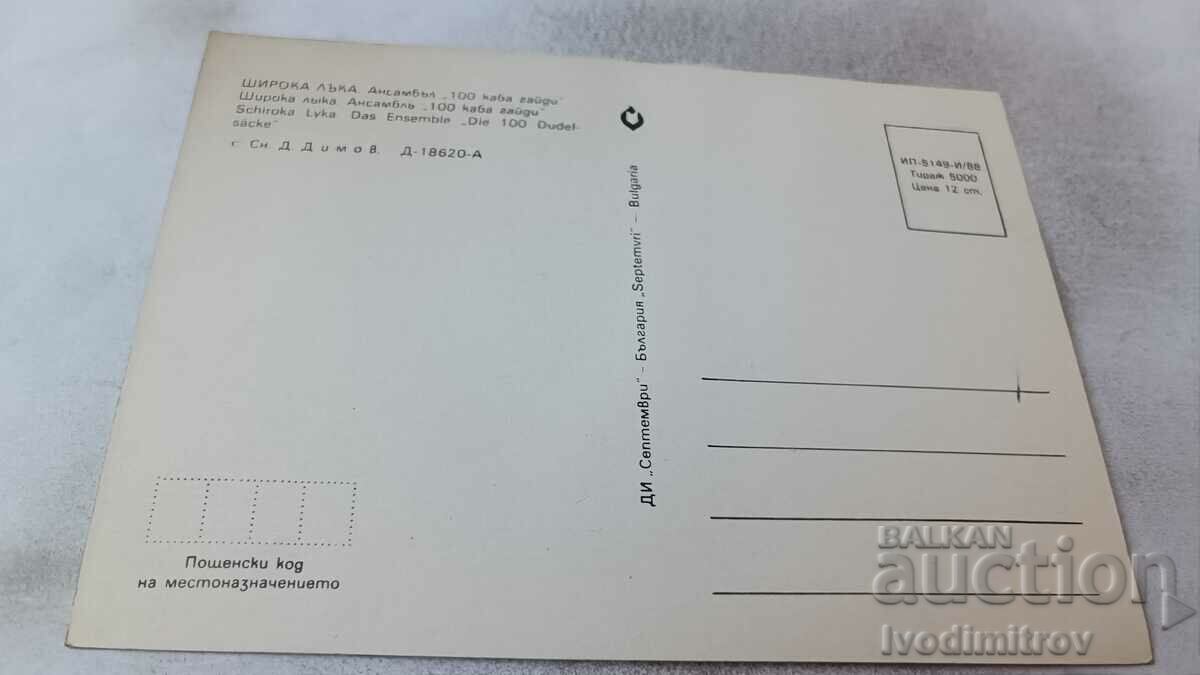 ШИРОКА ЛЪКА. Ансамбъл „100 каба гайди"
Широка лыка. Ансамбль „100 каба гайди"
Schiroka Lyka. Das Ensemble „Die 100 Dudel-
säcke"
г. Сн. Д. Димов. Д-18620-А
ДИ „Септември" – България „Septemvri" – Bulgaria
ИП-5149-И/88
Тираж 5000
Цена 12 ст.
Пощенски код
на местоназначението
BALKAN
auction
Ivodimitrov